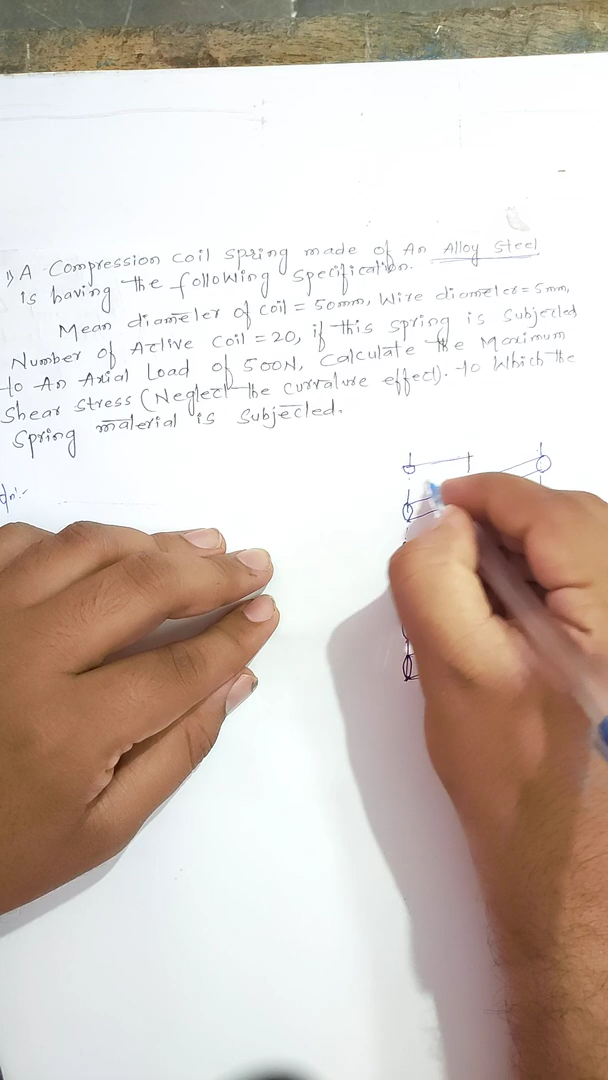 1) A Compression coil spring made of An Alloy steel
is having the following specification.
Mean diameter of coil = 50mm, Wire diameter = 5mm,
Number of Active coil = 20, if this spring is Subjected
to An Axial Load of 500N, Calculate the Maximum
Shear stress (Neglect the curvature effect). to Which the
Spring material is Subjected.